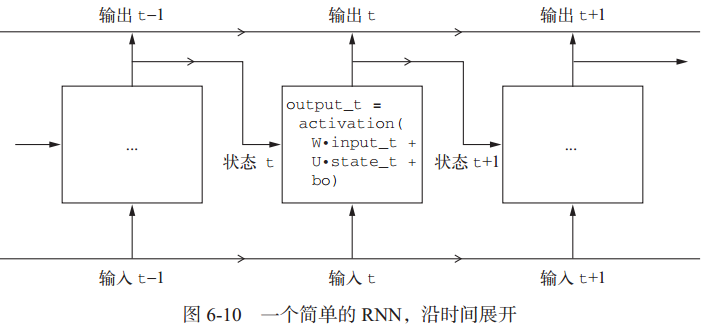 输出 t-1
输出 t
输出 t+1
...
output_t =
activation(
W•input_t +
U•state_t +
bo)
...
状态 t
状态 t+1
输入 t-1
输入 t
输入 t+1
图 6-10 一个简单的 RNN，沿时间展开